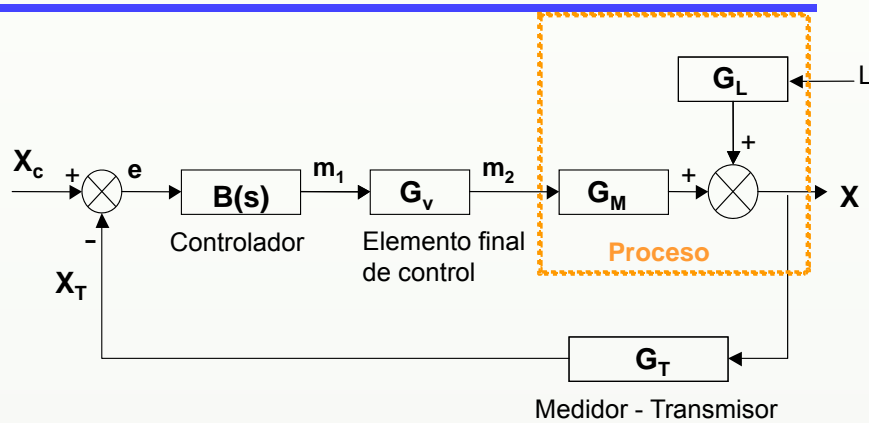 G_L
L
+
X_c
+
e
m_1
m_2
+
B(s)
G_v
G_M
X
-
Controlador
Elemento final
de control
Proceso
X_T
G_T
Medidor - Transmisor